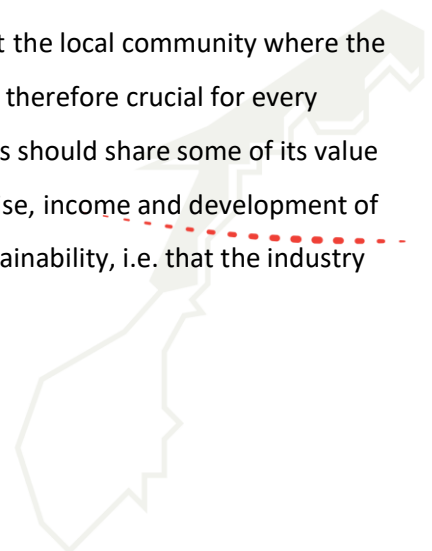 t the local community where the
therefore crucial for every
s should share some of its value
ise, income and development of
ainability, i.e. that the industry